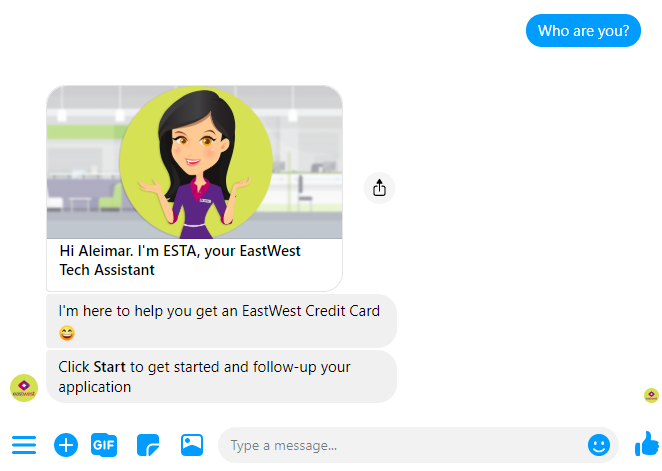 Who are you?
Hi Aleimar. I'm ESTA, your EastWest
Tech Assistant
I'm here to help you get an EastWest Credit Card
😄
Click Start to get started and follow-up your
application
eastwest
GIF
Type a message...